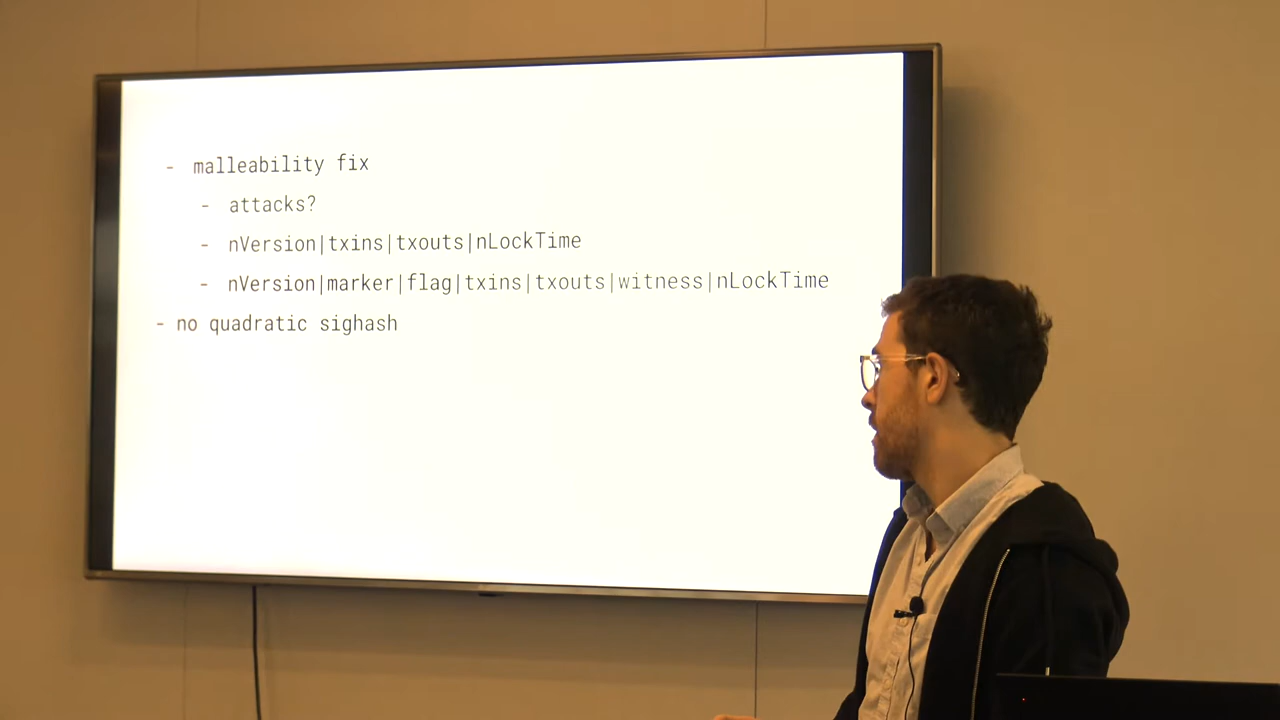 - malleability fix
- attacks?
- nVersion|txins|txouts|nLockTime
- nVersion|marker|flag|txins|txouts|witness|nLockTime
- no quadratic sighash